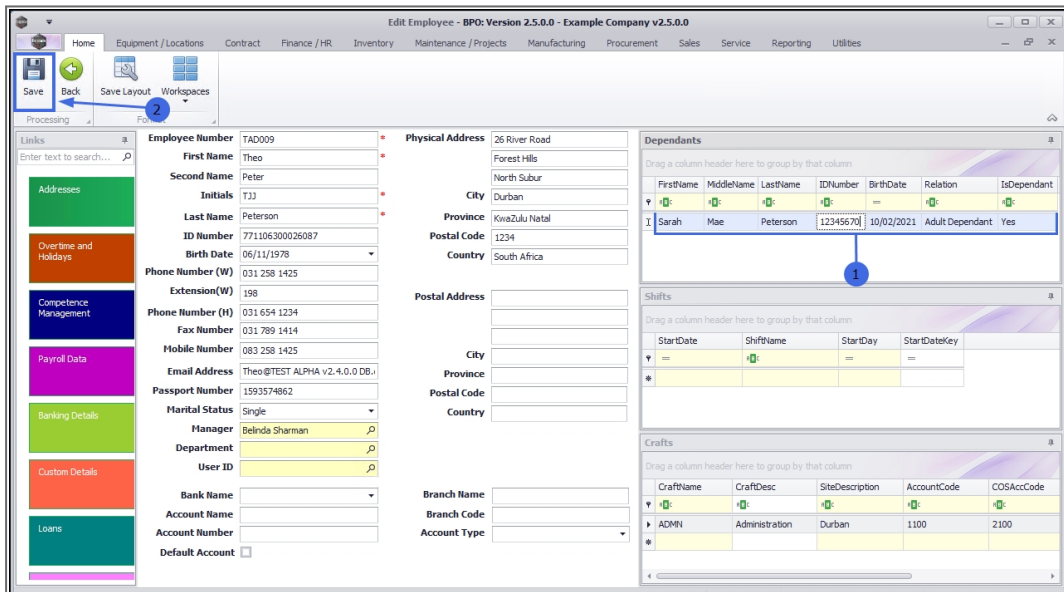 Edit Employee - BPO: Version 2.5.0.0 - Example Company v2.5.0.0
Home Equipment / Locations Contract Finance / HR Inventory Maintenance / Projects Manufacturing Procurement Sales Service Reporting Utilities
Save Back Save Layout Workspaces
2
Processing
Links
Enter text to search...
Addresses
Overtime and
Holidays
Competence
Management
Payroll Data
Banking Details
Custom Details
Loans
Employee Number TAD009 *
First Name Theo *
Second Name Peter
Initials TJJ *
Last Name Peterson *
ID Number 771106300026087
Birth Date 06/11/1978
Phone Number (W) 031 258 1425
Extension(W) 198
Phone Number (H) 031 654 1234
Fax Number 031 789 1414
Mobile Number 083 258 1425
Email Address Theo@TEST ALPHA v2.4.0.0 DB.
Passport Number 1593574862
Marital Status Single
Manager Belinda Sharman
Department
User ID
Bank Name
Account Name
Account Number
Default Account
Physical Address 26 River Road
Forest Hills
North Subur
City Durban
Province KwaZulu Natal
Postal Code 1234
Country South Africa
Postal Address
City
Province
Postal Code
Country
Branch Name
Branch Code
Account Type
Dependants
Drag a column header here to group by that column
FirstName MiddleName LastName IDNumber BirthDate Relation IsDependant
Sarah Mae Peterson 12345670 10/02/2021 Adult Dependant Yes
1
Shifts
Drag a column header here to group by that column
StartDate ShiftName StartDay StartDateKey
Crafts
Drag a column header here to group by that column
CraftName CraftDesc SiteDescription AccountCode COSAccCode
ADMN Administration Durban 1100 2100